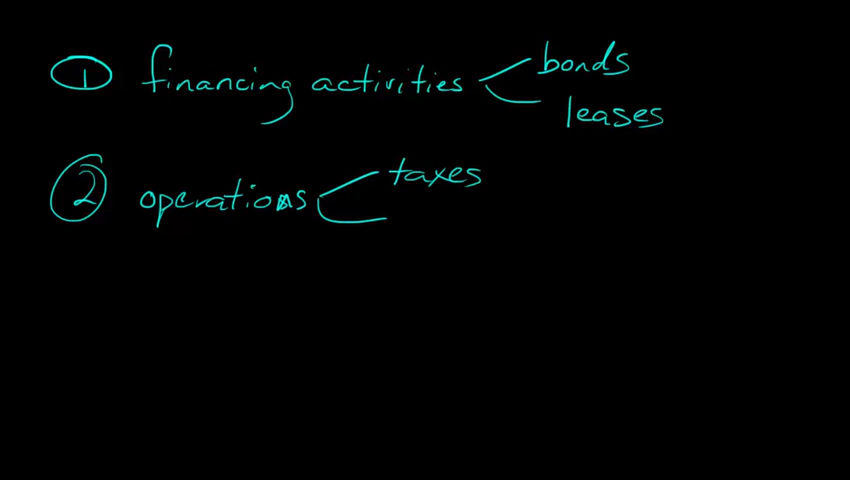 1 financing activities bonds
leases
2 operations taxes